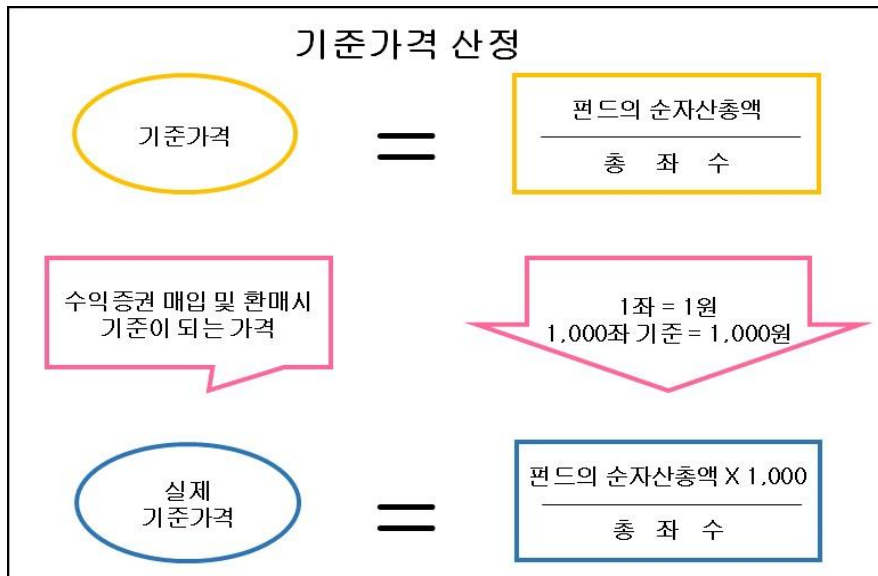 기준가격 산정
기준가격
=
펀드의 순자산총액
총 좌 수
수익증권 매입 및 환매시
기준이 되는 가격
1좌 = 1원
1,000좌 기준 = 1,000원
실제
기준가격
=
펀드의 순자산총액 X 1,000
총 좌 수